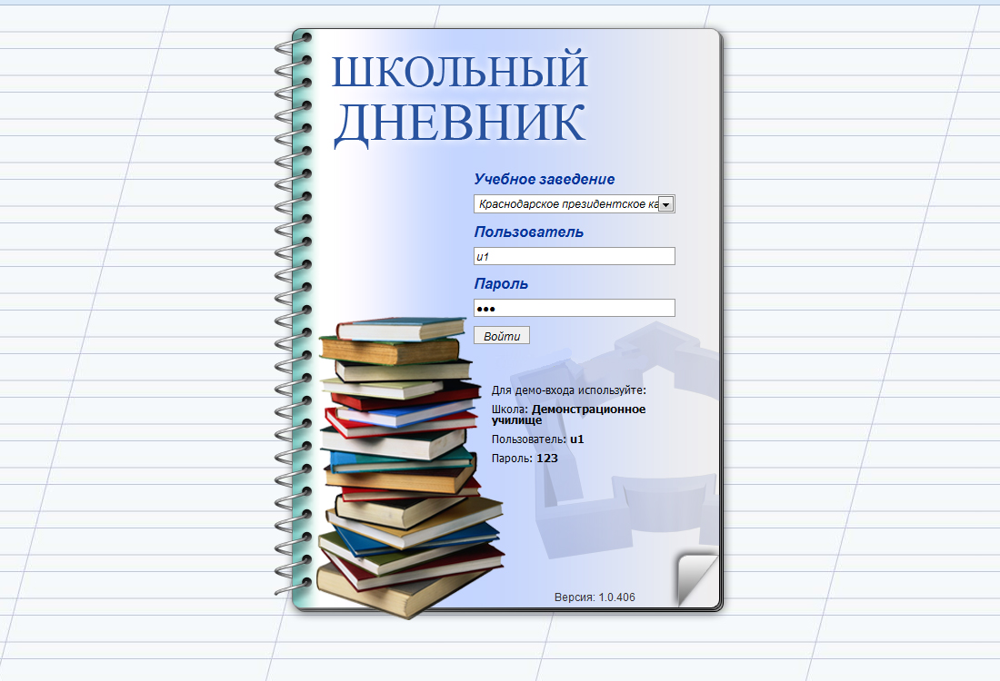 ШКОЛЬНЫЙ
ДНЕВНИК
Учебное заведение
Краснодарское президентское ка
Пользователь
u1
Пароль
●●●
Войти
Для демо-входа используйте:
Школа: Демонстрационное
училище
Пользователь: u1
Пароль: 123
Версия: 1.0.406